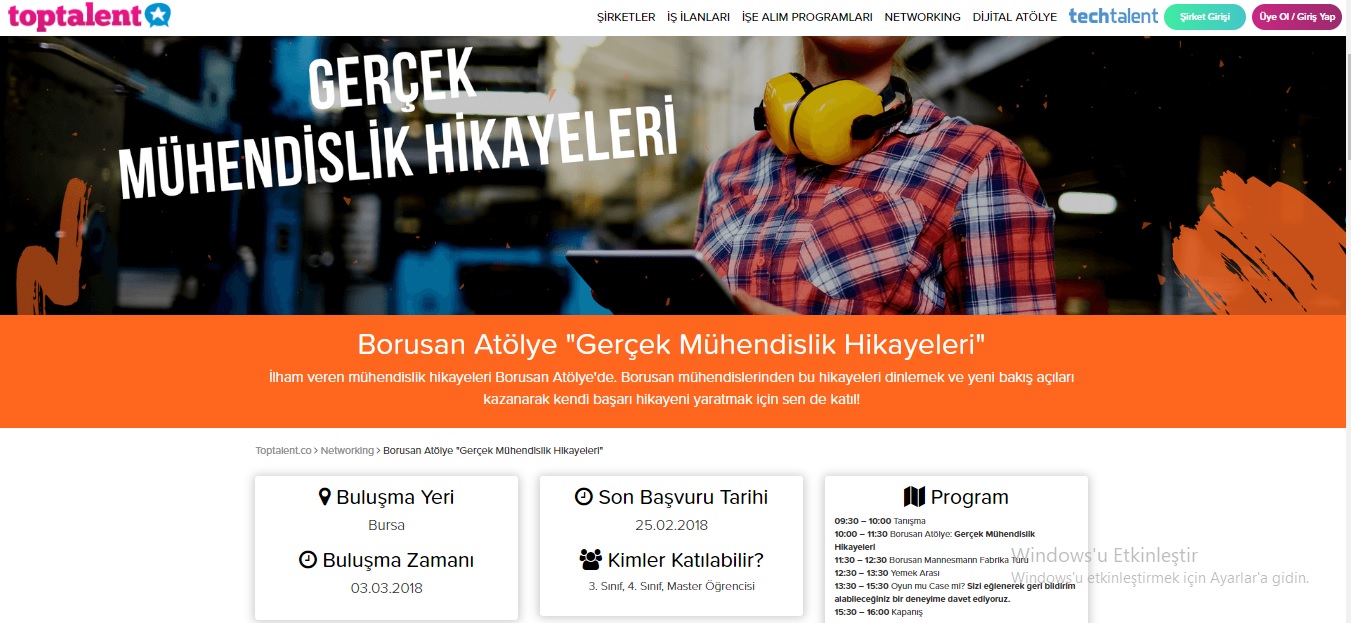 toptalent
ŞİRKETLER İŞ İLANLARI İŞE ALIM PROGRAMLARI NETWORKING DİJİTAL ATÖLYE techtalent Şirket Girişi Üye Ol / Giriş Yap
GERÇEK
MÜHENDİSLİK HİKAYELERİ
Borusan Atölye "Gerçek Mühendislik Hikayeleri"
İlham veren mühendislik hikayeleri Borusan Atölye'de. Borusan mühendislerinden bu hikayeleri dinlemek ve yeni bakış açıları
kazanarak kendi başarı hikayeni yaratmak için sen de katıl!
Toptalent.co > Networking > Borusan Atölye "Gerçek Mühendislik Hikayeleri"
Buluşma Yeri
Bursa
Buluşma Zamanı
03.03.2018
Son Başvuru Tarihi
25.02.2018
Kimler Katılabilir?
3. Sınıf, 4. Sınıf, Master Öğrencisi
Program
09:30 – 10:00 Tanışma
10:00 – 11:30 Borusan Atölye: Gerçek Mühendislik
Hikayeleri
11:30 – 12:30 Borusan Mannesmann Fabrika Turu
12:30 – 13:30 Yemek Arası
13:30 – 15:30 Oyun mu Case mi? Sizi eğlenerek geri bildirim
alabileceğiniz bir deneyime davet ediyoruz.
15:30 – 16:00 Kapanış
Windows'u Etkinleştir
Windows'u etkinleştirmek için Ayarlar'a gidin.